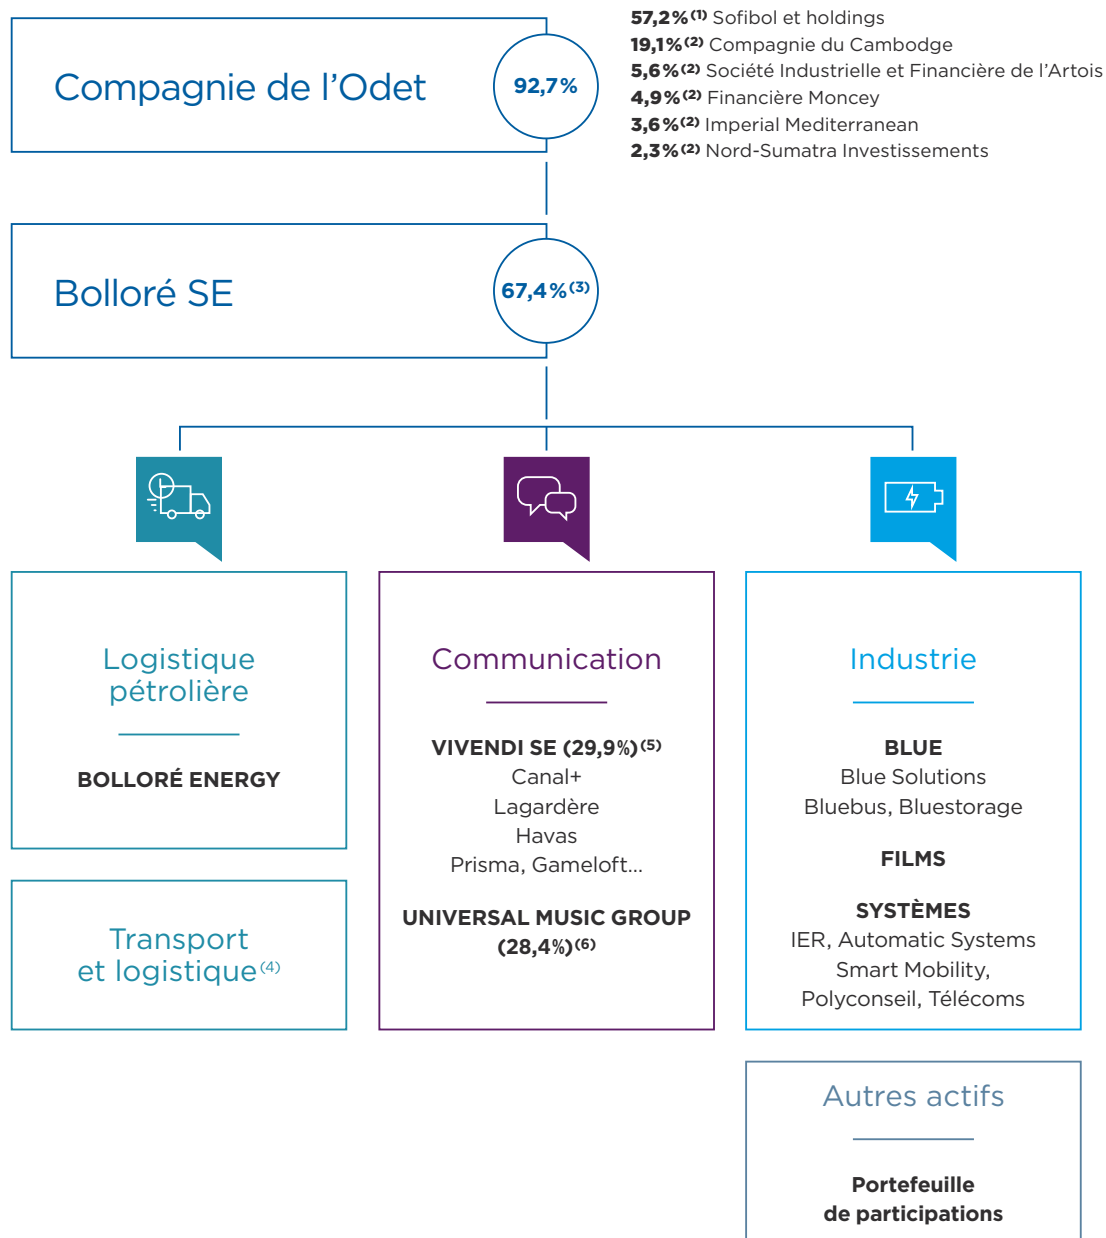 57,2%(1) Sofibol et holdings
19,1%(2) Compagnie du Cambodge
5,6%(2) Société Industrielle et Financière de l’Artois
4,9%(2) Financière Moncey
3,6%(2) Imperial Mediterranean
2,3%(2) Nord-Sumatra Investissements
Compagnie de l’Odet
92,7%
Bolloré SE
67,4%(3)
Logistique
pétrolière
BOLLORÉ ENERGY
Transport
et logistique(4)
Communication
VIVENDI SE (29,9%)(5)
Canal+
Lagardère
Havas
Prisma, Gameloft...
UNIVERSAL MUSIC GROUP
(28,4%)(6)
Industrie
BLUE
Blue Solutions
Bluebus, Bluestorage
FILMS
SYSTÈMES
IER, Automatic Systems
Smart Mobility,
Polyconseil, Télécoms
Autres actifs
Portefeuille
de participations